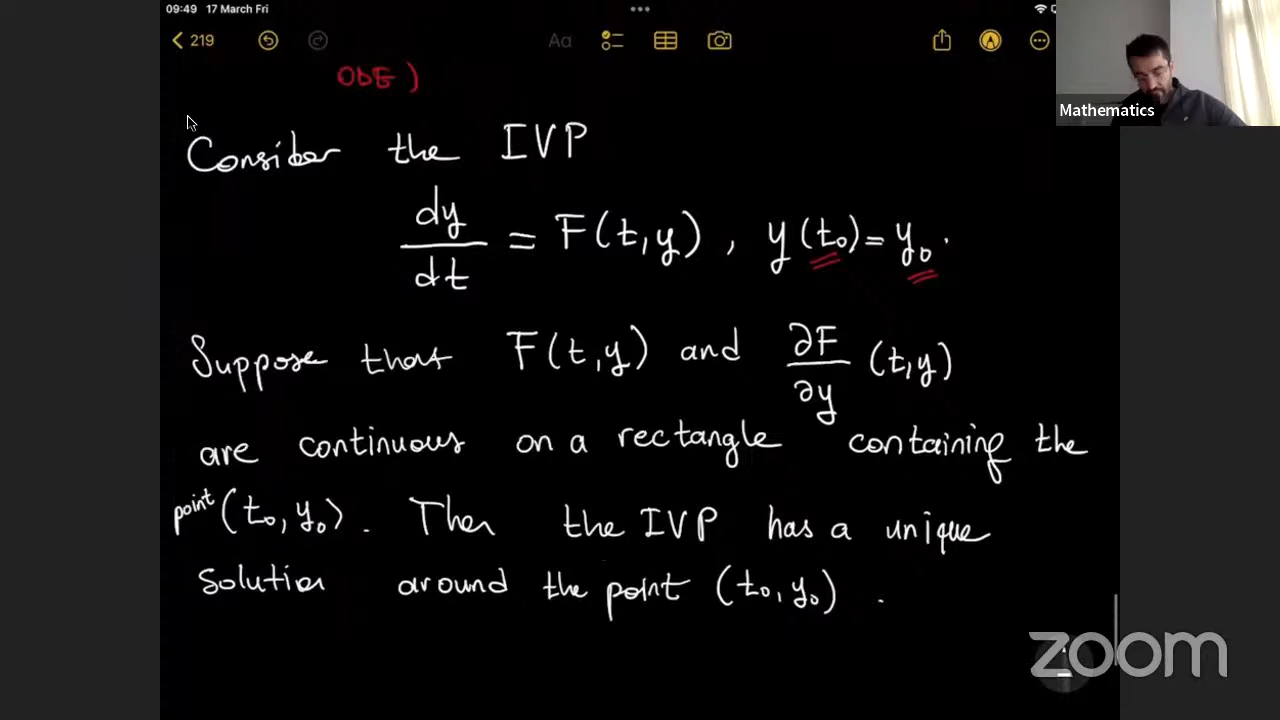 09:49 17 March Fri
219
Aa
Mathematics
ODE )
Consider the IVP
dy/dt = F(t,y) , y(t₀) = y₀.
Suppose that F(t,y) and ∂F/∂y (t,y)
are continuous on a rectangle containing the
point (t₀, y₀). Then the IVP has a unique
solution around the point (t₀, y₀) .
zoom